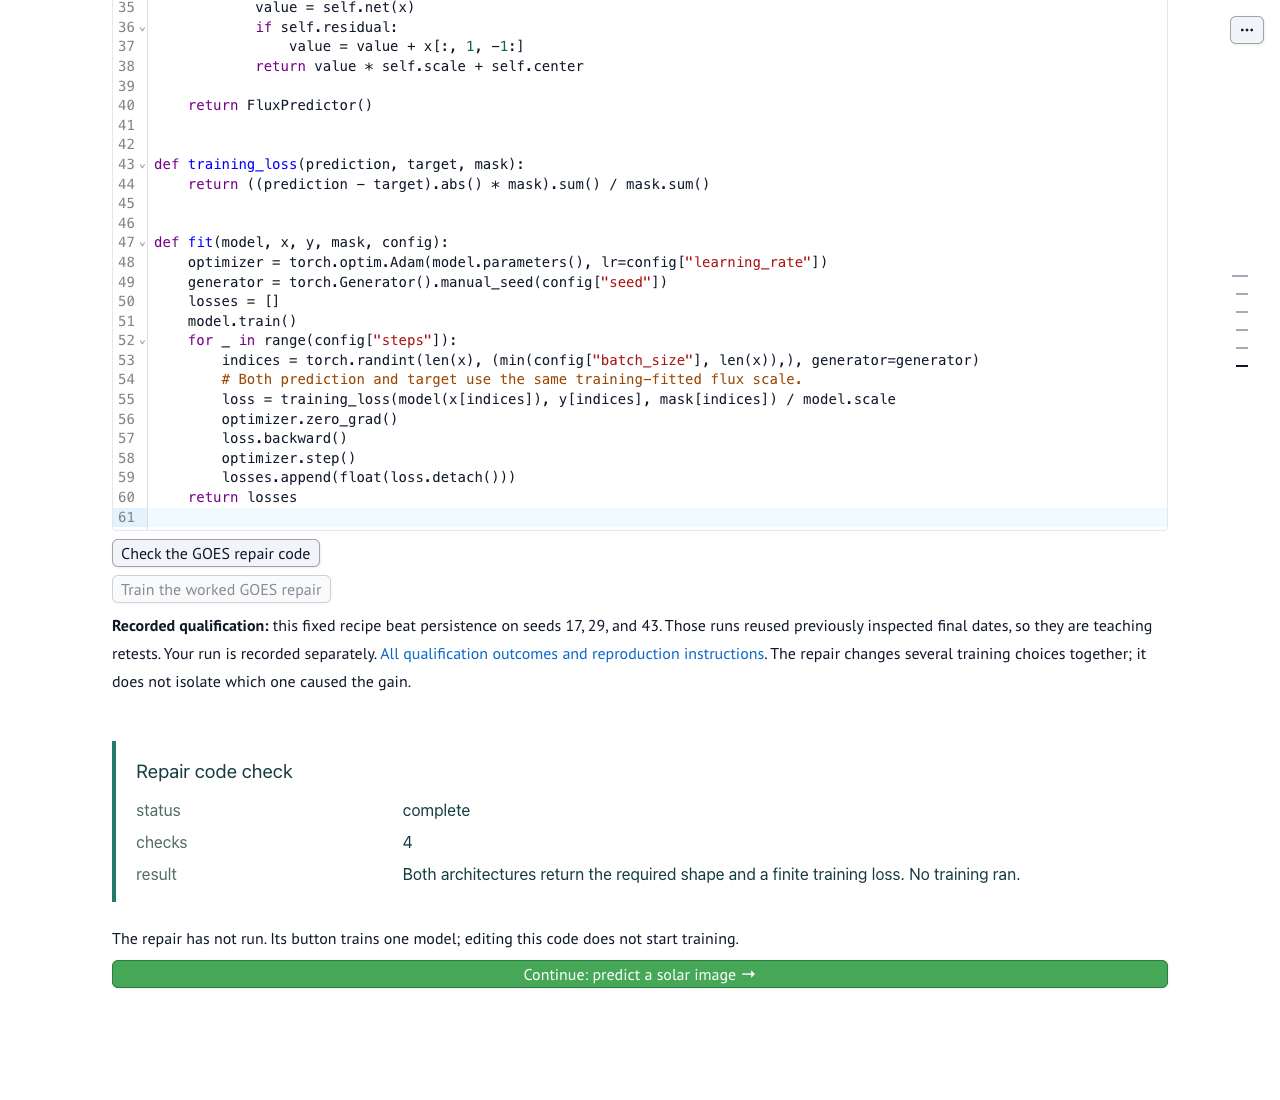 35             value = self.net(x)
36             if self.residual:
37                 value = value + x[:, 1, -1:]
38             return value * self.scale + self.center
39
40     return FluxPredictor()
41
42
43 def training_loss(prediction, target, mask):
44     return ((prediction - target).abs() * mask).sum() / mask.sum()
45
46
47 def fit(model, x, y, mask, config):
48     optimizer = torch.optim.Adam(model.parameters(), lr=config["learning_rate"])
49     generator = torch.Generator().manual_seed(config["seed"])
50     losses = []
51     model.train()
52     for _ in range(config["steps"]):
53         indices = torch.randint(len(x), (min(config["batch_size"], len(x)),), generator=generator)
54         # Both prediction and target use the same training-fitted flux scale.
55         loss = training_loss(model(x[indices]), y[indices], mask[indices]) / model.scale
56         optimizer.zero_grad()
57         loss.backward()
58         optimizer.step()
59         losses.append(float(loss.detach()))
60     return losses
61
Check the GOES repair code
Train the worked GOES repair
Recorded qualification: this fixed recipe beat persistence on seeds 17, 29, and 43. Those runs reused previously inspected final dates, so they are teaching
retests. Your run is recorded separately. All qualification outcomes and reproduction instructions. The repair changes several training choices together; it
does not isolate which one caused the gain.
Repair code check
status complete
checks 4
result Both architectures return the required shape and a finite training loss. No training ran.
The repair has not run. Its button trains one model; editing this code does not start training.
Continue: predict a solar image →